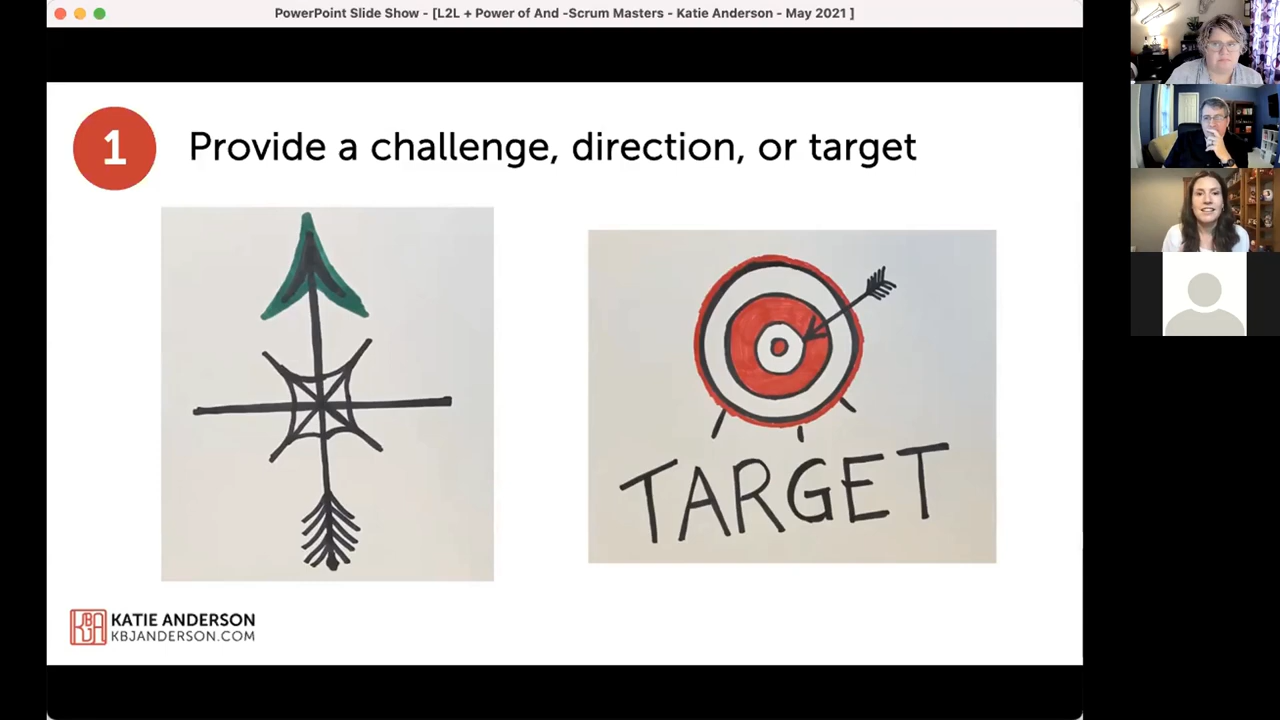 PowerPoint Slide Show - [L2L + Power of And -Scrum Masters - Katie Anderson - May 2021 ]
1
Provide a challenge, direction, or target
TARGET
KBA
KATIE ANDERSON
KBJANDERSON.COM